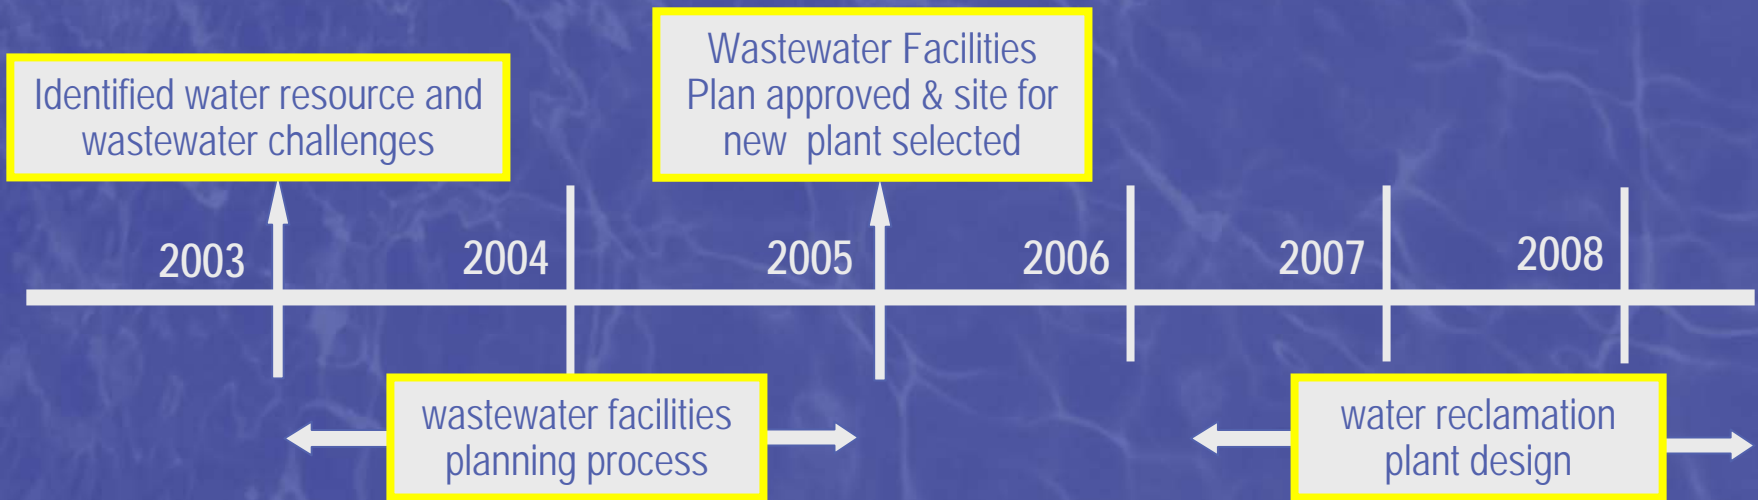 Identified water resource and
wastewater challenges
Wastewater Facilities
Plan approved & site for
new plant selected
2003
2004
2005
2006
2007
2008
wastewater facilities
planning process
water reclamation
plant design